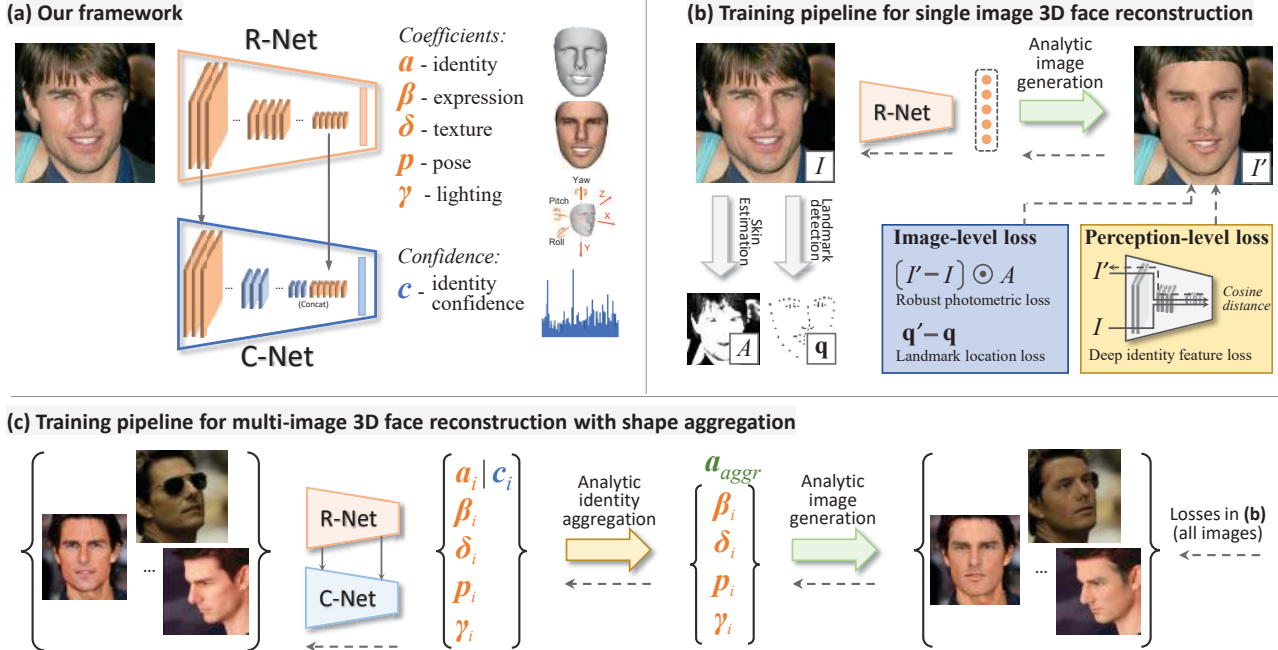 (a) Our framework
R-Net
Coefficients:
a - identity
β - expression
δ - texture
p - pose
γ - lighting
Yaw
Pitch
Z
X
Roll
Y
...
...
...
...
(Concat)
C-Net
Confidence:
c - identity
confidence
(b) Training pipeline for single image 3D face reconstruction
R-Net
Analytic
image
generation
I
I′
Skin
Estimation
Landmark
detection
A
q
Image-level loss
(I′ − I) ⊙ A
Robust photometric loss
q′ − q
Landmark location loss
Perception-level loss
I′
I
Cosine
distance
Deep identity feature loss
(c) Training pipeline for multi-image 3D face reconstruction with shape aggregation
...
R-Net
C-Net
a_i | c_i
β_i
δ_i
p_i
γ_i
Analytic
identity
aggregation
a_aggr
β_i
δ_i
p_i
γ_i
Analytic
image
generation
...
Losses in (b)
(all images)